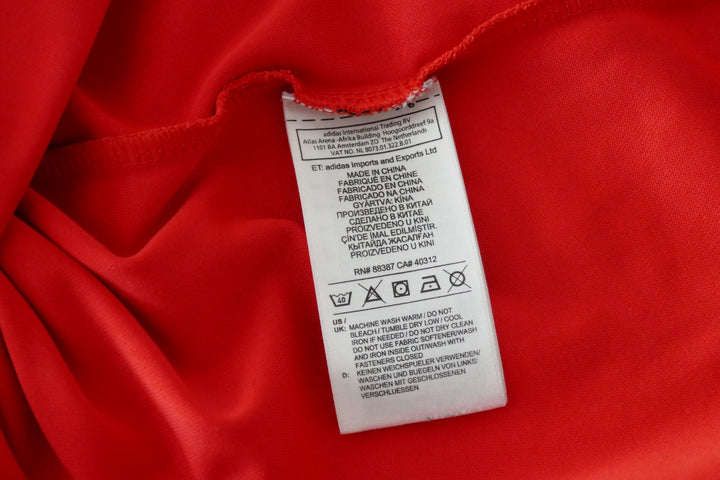 adidas International Trading BV
Atlas Arena -Afrika Building Hoogoorddreef 9a
1101 BA Amsterdam ZO The Netherlands
VAT NO. NL 8073.01.322.B.01
ET: adidas Imports and Exports Ltd
MADE IN CHINA
FABRIQUÉ EN CHINE
FABRICADO EN CHINA
FABRICADO NA CHINA
GYÁRTVA: KÍNA
ПРОИЗВЕДЕНО В КИТАЙ
СДЕЛАНО В КИТАЕ
PROIZVEDENO U KINI
ÇİN'DE İMAL EDİLMİŞTİR.
ҚЫТАЙДА ЖАСАЛҒАН
PROIZVEDENO U KINI
RN# 88387 CA# 40312
40
US /
UK: MACHINE WASH WARM / DO NOT
BLEACH / TUMBLE DRY LOW / COOL
IRON IF NEEDED / DO NOT DRY CLEAN
DO NOT USE FABRIC SOFTENER/WASH
AND IRON INSIDE OUT/WITH
FASTENERS CLOSED
D: KEINEN WEICHSPUELER VERWENDEN/
WASCHEN UND BUEGELN VON LINKS/
WASCHEN MIT GESCHLOSSENEN
VERSCHLUESSEN